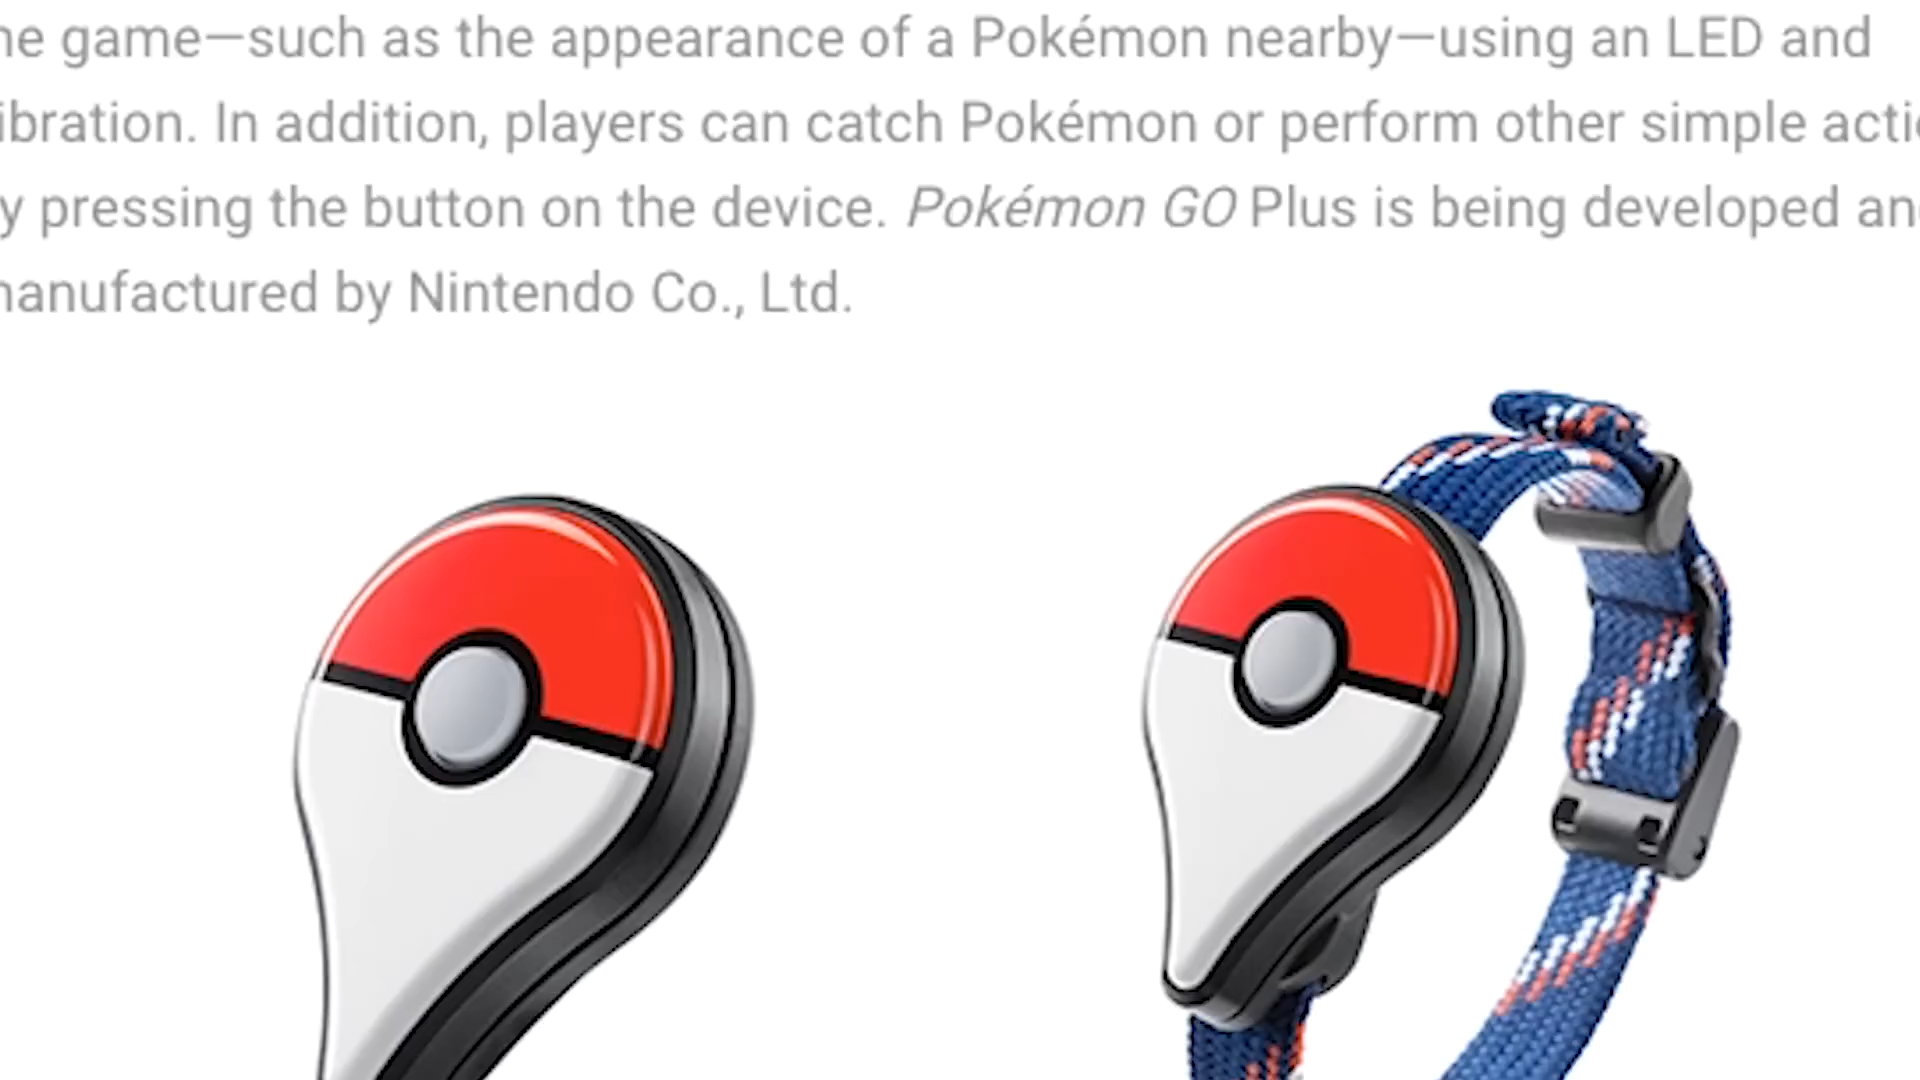 he game—such as the appearance of a Pokémon nearby—using an LED and
ibration. In addition, players can catch Pokémon or perform other simple acti
y pressing the button on the device. Pokémon GO Plus is being developed an
manufactured by Nintendo Co., Ltd.